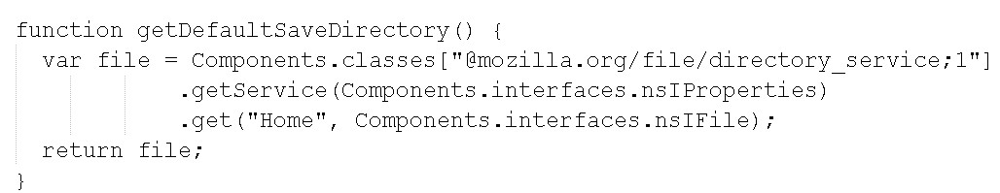 function getDefaultSaveDirectory() {
  var file = Components.classes["@mozilla.org/file/directory_service;1"]
            .getService(Components.interfaces.nsIProperties)
            .get("Home", Components.interfaces.nsIFile);
  return file;
}